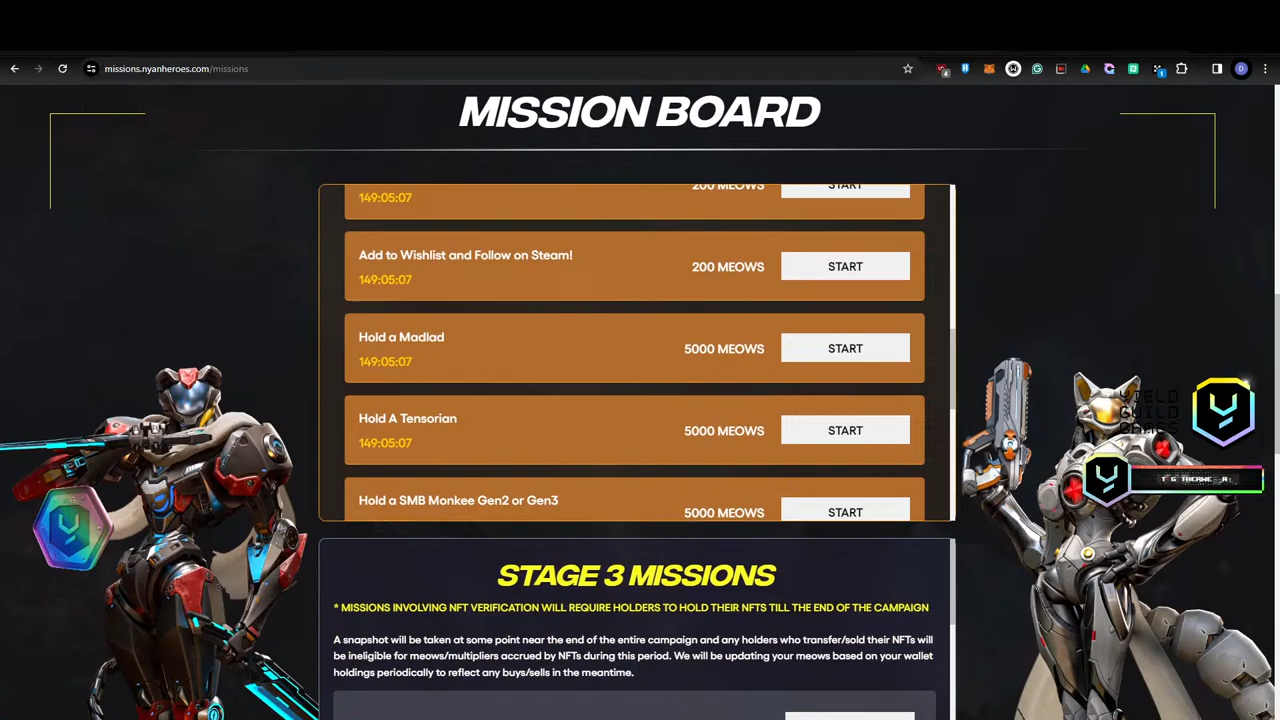 missions.nyanheroes.com/missions
MISSION BOARD
200 MEOWS
START
149:05:07
Add to Wishlist and Follow on Steam!
200 MEOWS
START
149:05:07
Hold a Madlad
5000 MEOWS
START
149:05:07
Hold A Tensorian
5000 MEOWS
START
149:05:07
Hold a SMB Monkee Gen2 or Gen3
5000 MEOWS
START
YIELD
GUILD
GAMES
STAGE 3 MISSIONS
* MISSIONS INVOLVING NFT VERIFICATION WILL REQUIRE HOLDERS TO HOLD THEIR NFTS TILL THE END OF THE CAMPAIGN
A snapshot will be taken at some point near the end of the entire campaign and any holders who transfer/sold their NFTs will
be ineligible for meows/multipliers accrued by NFTs during this period. We will be updating your meows based on your wallet
holdings periodically to reflect any buys/sells in the meantime.